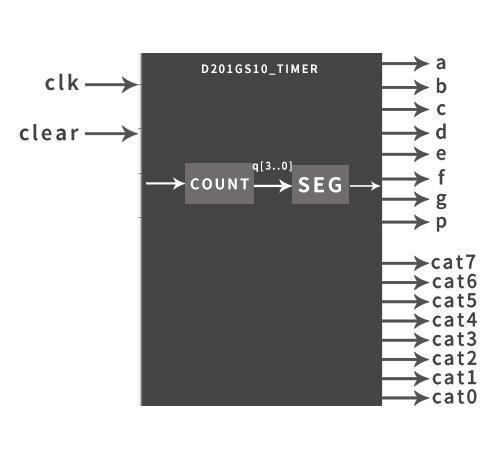 D201GS10_TIMER
clk
clear
q[3..0]
COUNT
SEG
a
b
c
d
e
f
g
p
cat7
cat6
cat5
cat4
cat3
cat2
cat1
cat0